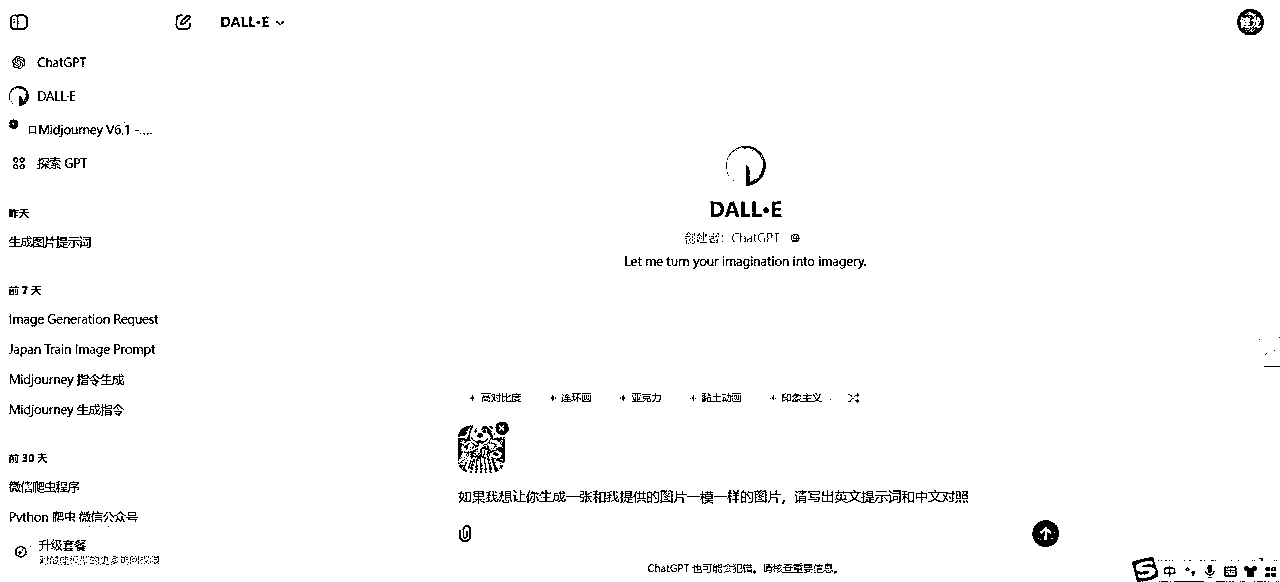 DALL·E
ChatGPT
DALL·E
Midjourney V6.1 -....
探索 GPT
昨天
生成图片提示词
前 7 天
Image Generation Request
Japan Train Image Prompt
Midjourney 指令生成
Midjourney 生成指令
前 30 天
微信爬虫程序
Python 爬虫 微信公众号
升级套餐
健龙
DALL·E
创建者：ChatGPT
Let me turn your imagination into imagery.
高对比度
连环画
亚克力
黏土动画
印象主义
如果我想让你生成一张和我提供的图片一模一样的图片，请写出英文提示词和中文对照
ChatGPT 也可能会犯错。请核查重要信息。
中